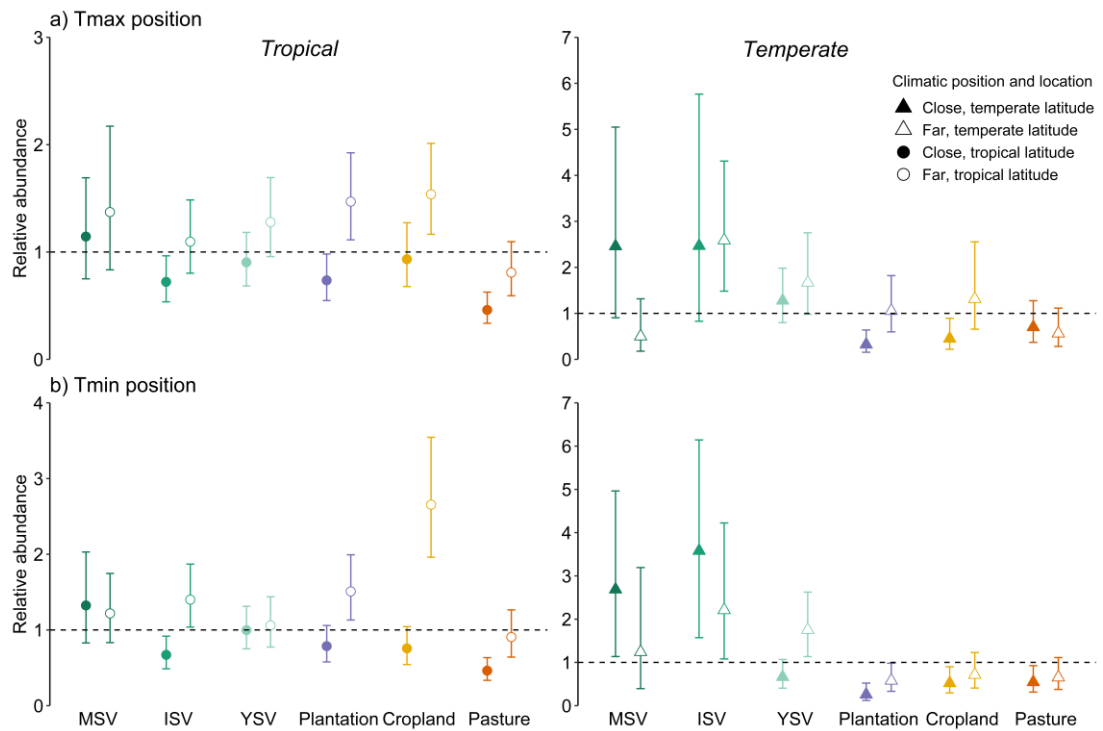 a) Tmax position
Tropical
Temperate
3
2
1
0
Relative abundance
7
6
5
4
3
2
1
0
Climatic position and location
Close, temperate latitude
Far, temperate latitude
Close, tropical latitude
Far, tropical latitude
b) Tmin position
4
3
2
1
0
Relative abundance
7
6
5
4
3
2
1
0
MSV ISV YSV Plantation Cropland Pasture
MSV ISV YSV Plantation Cropland Pasture